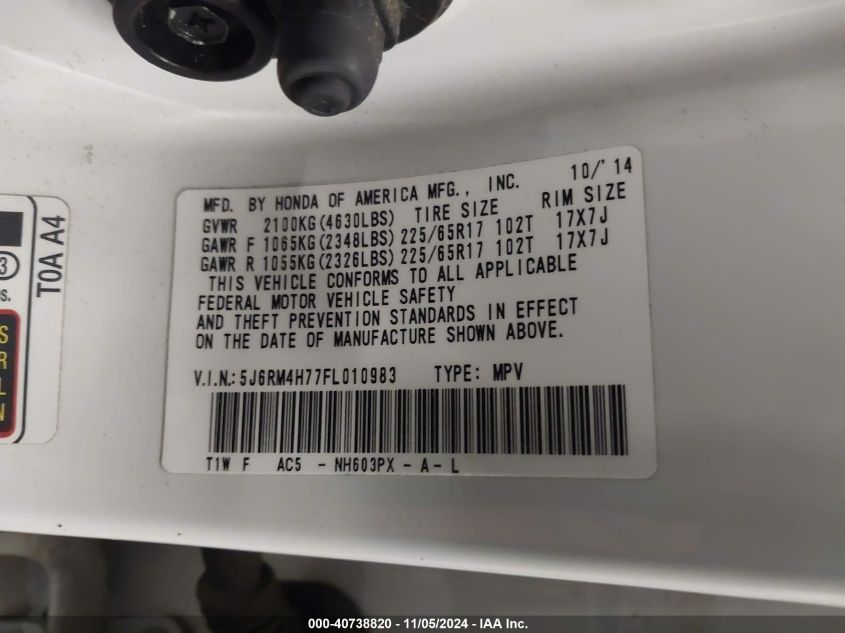 10/'14
MFD. BY HONDA OF AMERICA MFG., INC.
GVWR 2100KG(4630LBS) TIRE SIZE RIM SIZE
GAWR F 1065KG(2348LBS) 225/65R17 102T 17X7J
GAWR R 1055KG(2326LBS) 225/65R17 102T 17X7J
THIS VEHICLE CONFORMS TO ALL APPLICABLE
FEDERAL MOTOR VEHICLE SAFETY
AND THEFT PREVENTION STANDARDS IN EFFECT
ON THE DATE OF MANUFACTURE SHOWN ABOVE.
V.I.N.: 5J6RM4H77FL010983 TYPE: MPV
T1W F AC5 - NH603PX - A - L
T0A A4
3
S
R
L
N
000-40738820 - 11/05/2024 - IAA Inc.